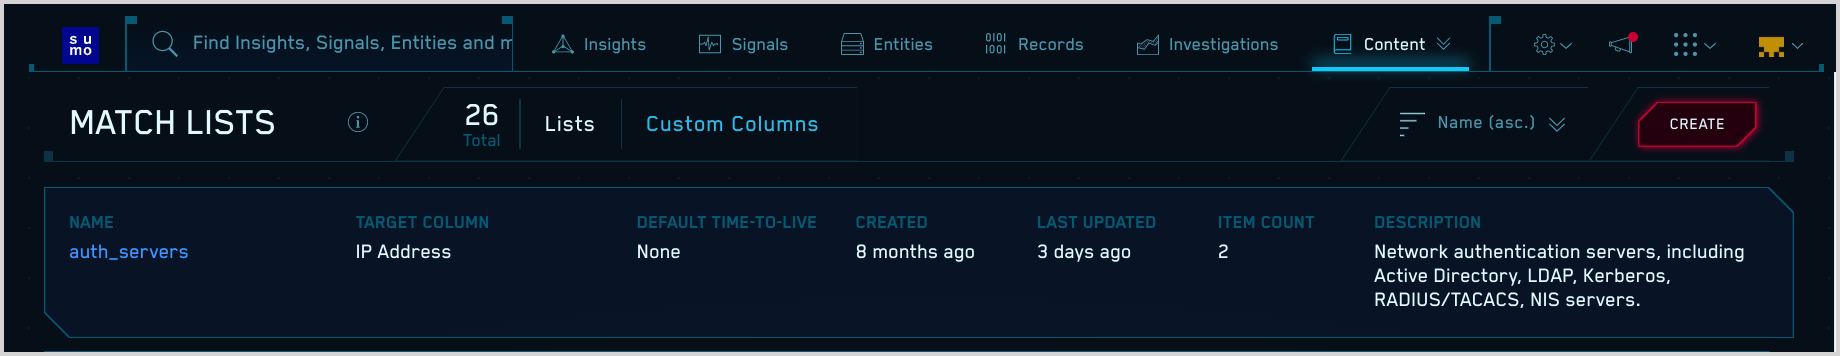 su
mo
Find Insights, Signals, Entities and m
Insights
Signals
Entities
0101
1001
Records
Investigations
Content
MATCH LISTS
i
26
Total
Lists
Custom Columns
Name (asc.)
CREATE
NAME TARGET COLUMN DEFAULT TIME-TO-LIVE CREATED LAST UPDATED ITEM COUNT DESCRIPTION
auth_servers IP Address None 8 months ago 3 days ago 2 Network authentication servers, including
Active Directory, LDAP, Kerberos,
RADIUS/TACACS, NIS servers.